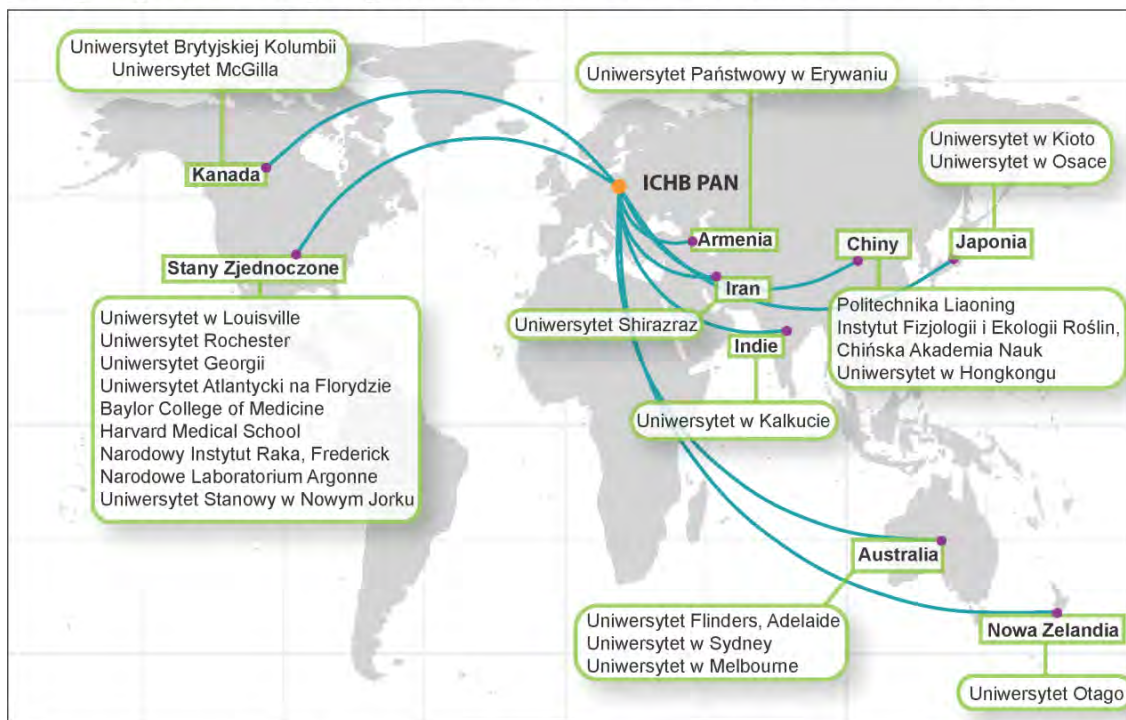 Uniwersytet Brytyjskiej Kolumbii
Uniwersytet McGilla
Kanada
Uniwersytet Państwowy w Erywaniu
Uniwersytet w Kioto
Uniwersytet w Osace
ICHB PAN
Armenia
Chiny
Japonia
Stany Zjednoczone
Iran
Uniwersytet w Louisville
Uniwersytet Rochester
Uniwersytet Georgii
Uniwersytet Atlantycki na Florydzie
Baylor College of Medicine
Harvard Medical School
Narodowy Instytut Raka, Frederick
Narodowe Laboratorium Argonne
Uniwersytet Stanowy w Nowym Jorku
Uniwersytet Shirazraz
Indie
Politechnika Liaoning
Instytut Fizjologii i Ekologii Roślin,
Chińska Akademia Nauk
Uniwersytet w Hongkongu
Uniwersytet w Kalkucie
Australia
Uniwersytet Flinders, Adelaide
Uniwersytet w Sydney
Uniwersytet w Melboume
Nowa Zelandia
Uniwersytet Otago